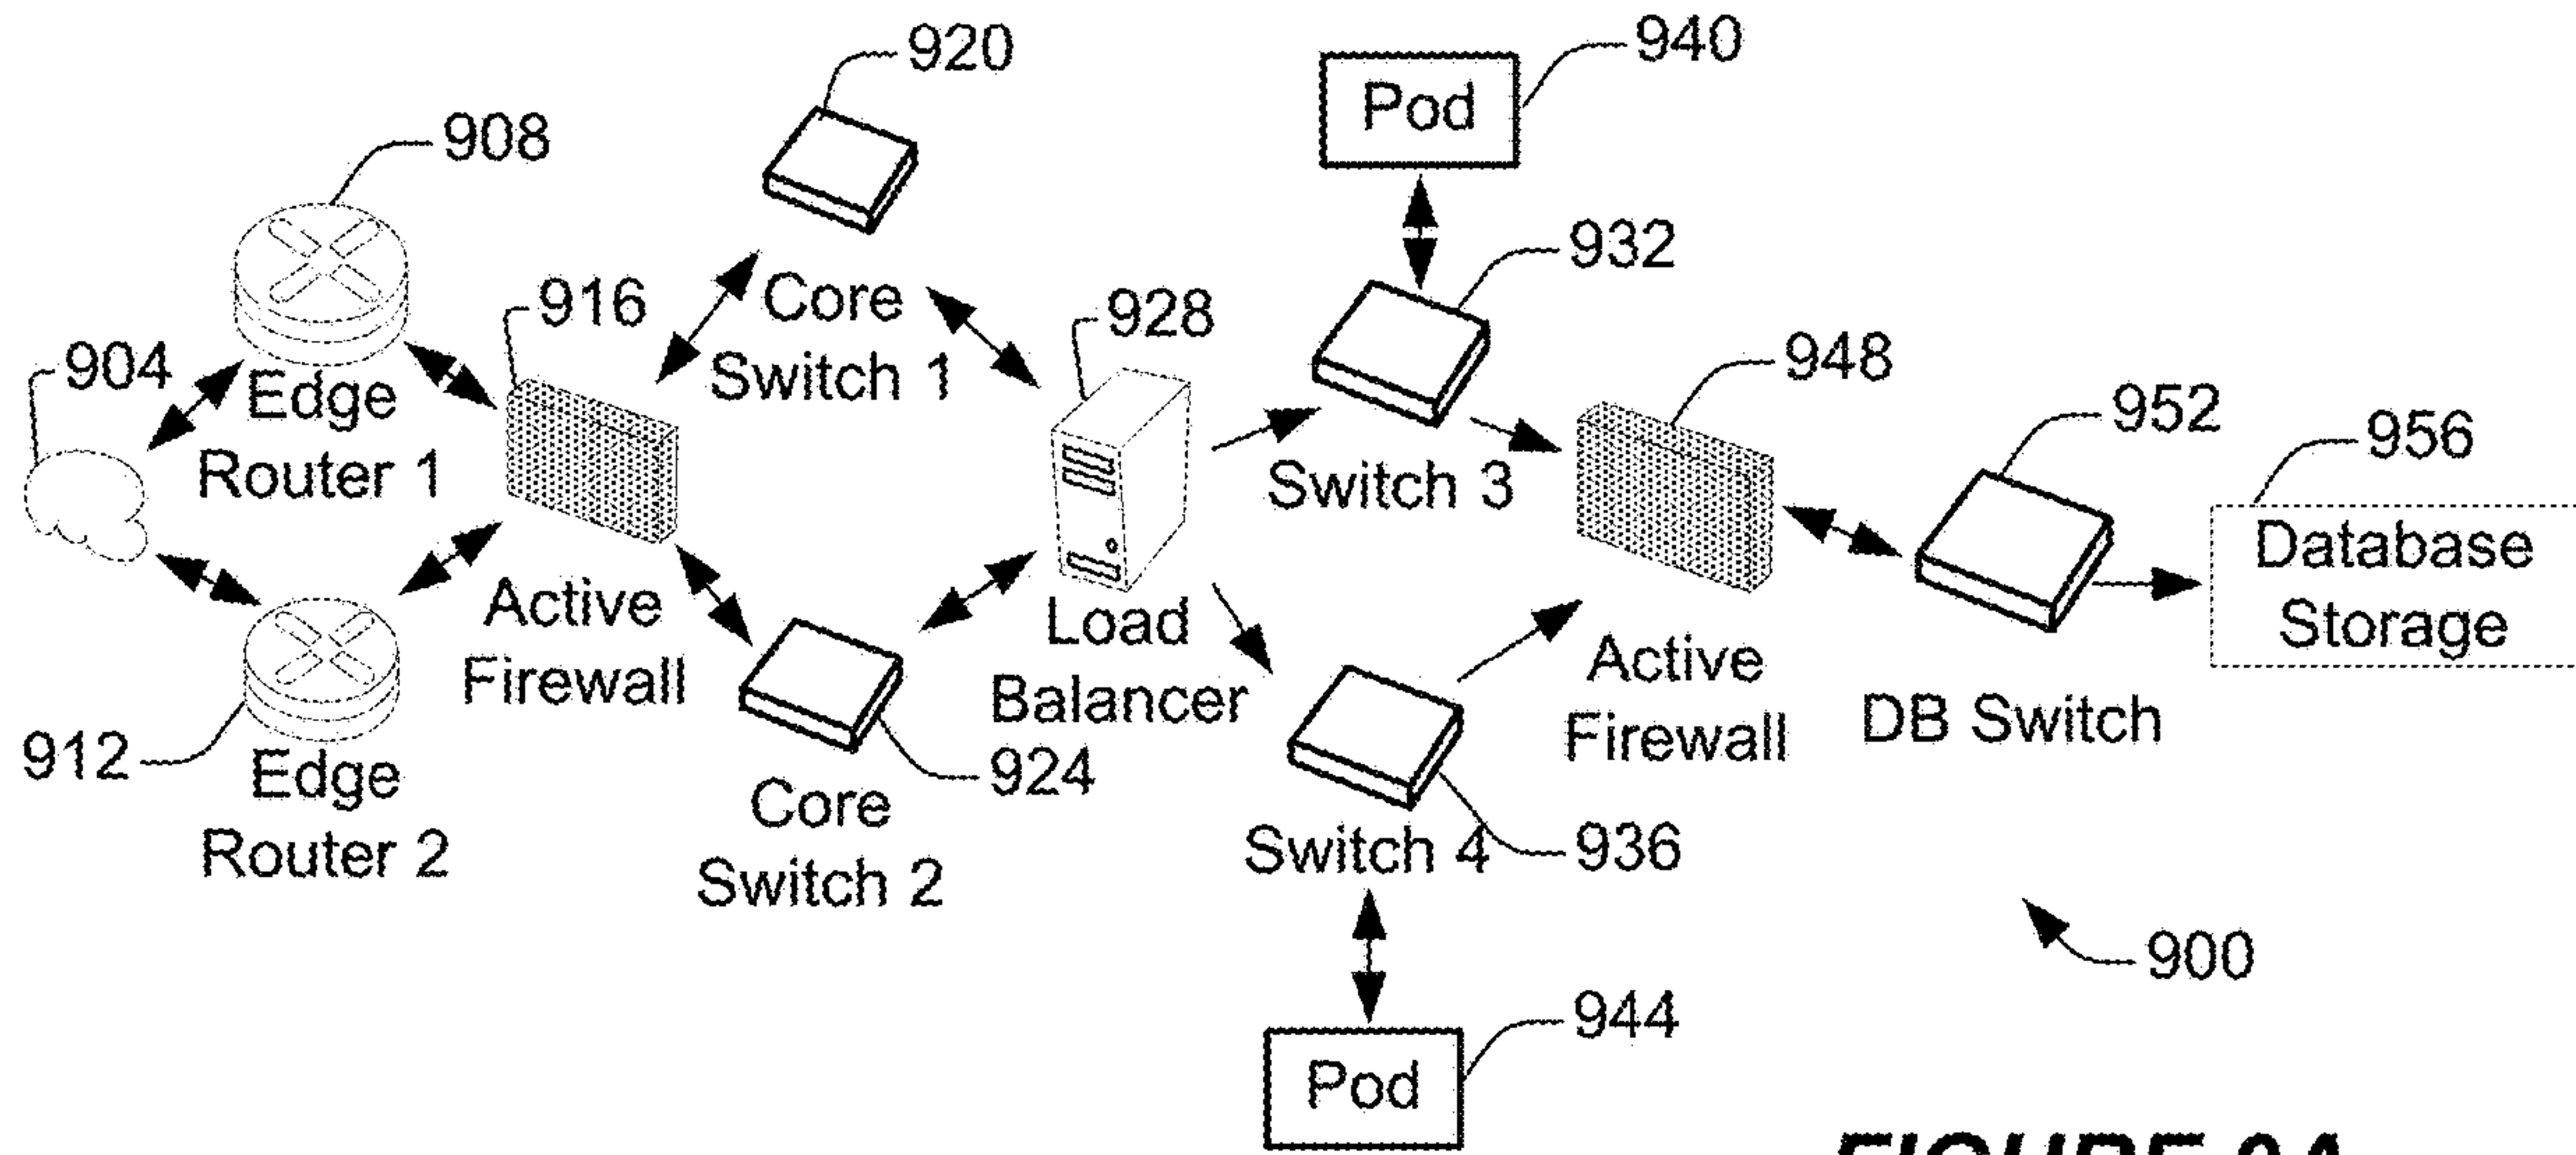 920
940
Pod
908
932
916
Core
Switch 1
928
948
904
Edge
Router 1
952
956
Switch 3
Database
Storage
Active
Firewall
Load
Balancer
Active
Firewall
DB Switch
912
Edge
Router 2
924
Core
Switch 2
Switch 4
936
900
944
Pod